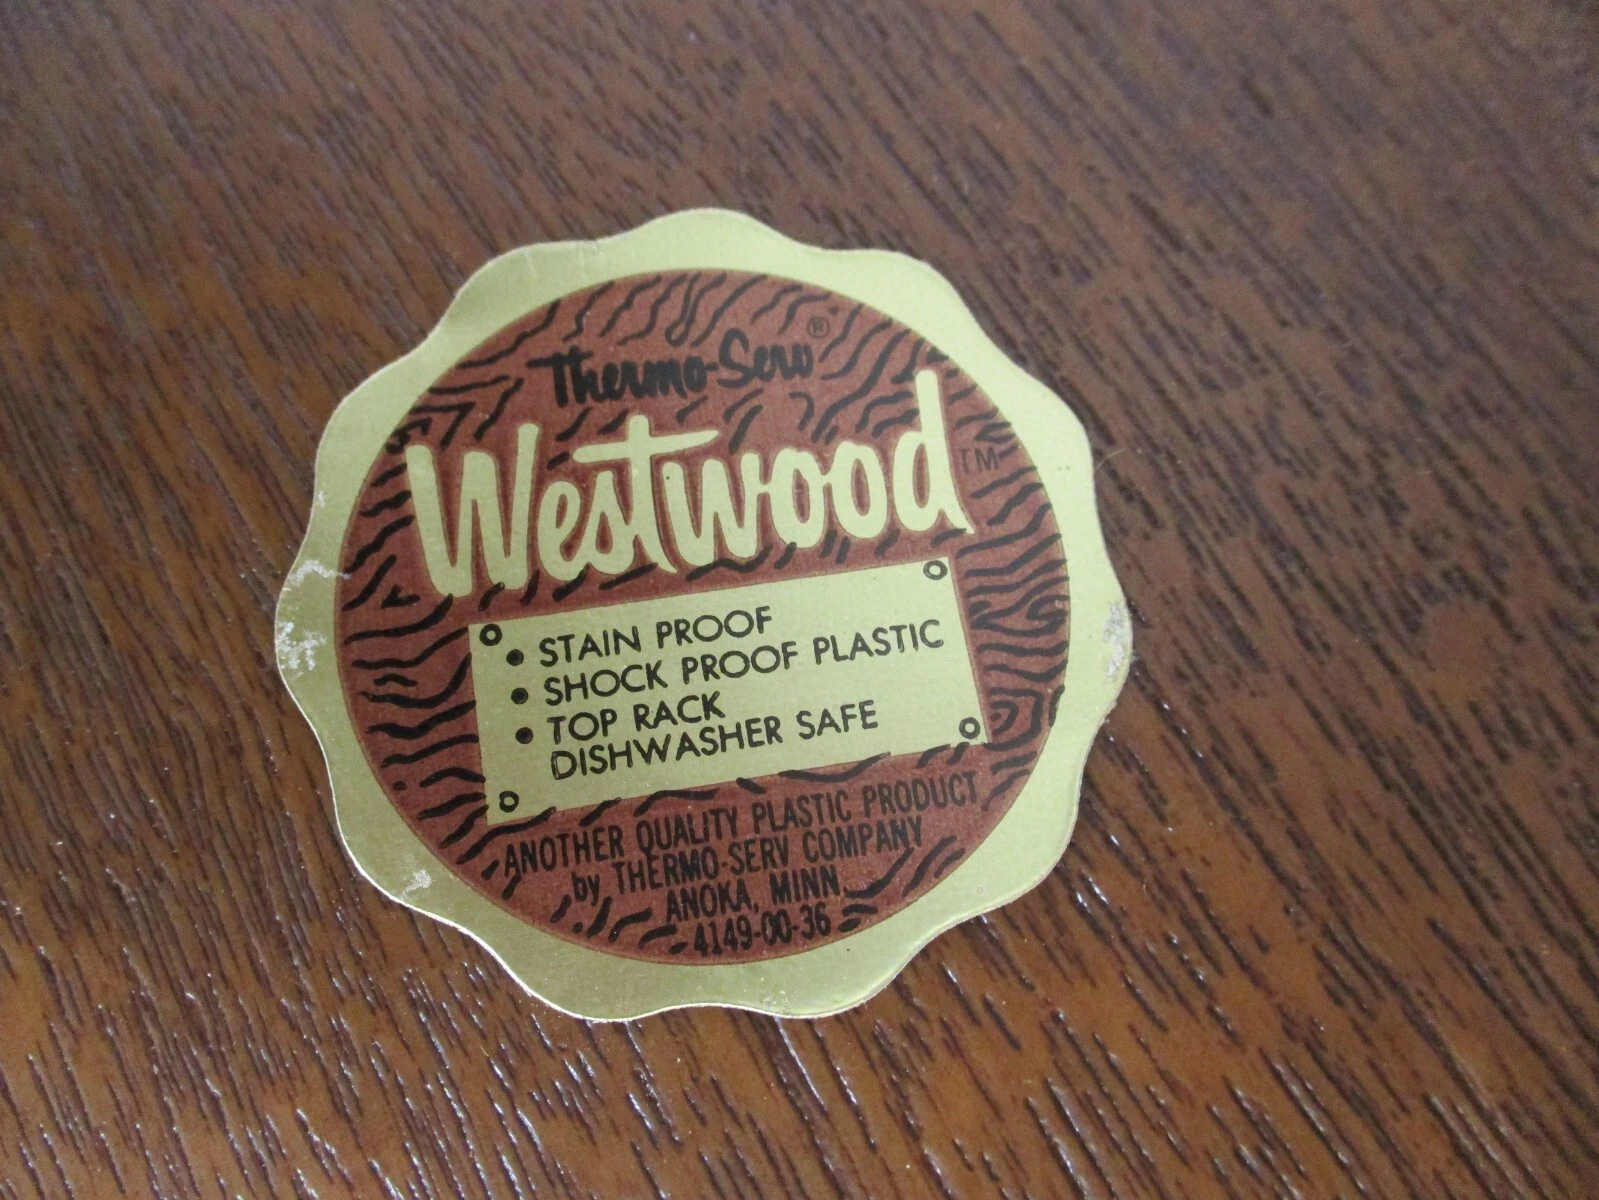 Thermo-Serv®
Westwood™
• STAIN PROOF
• SHOCK PROOF PLASTIC
• TOP RACK
DISHWASHER SAFE
ANOTHER QUALITY PLASTIC PRODUCT
by THERMO-SERV COMPANY
ANOKA, MINN.
4149-00-36